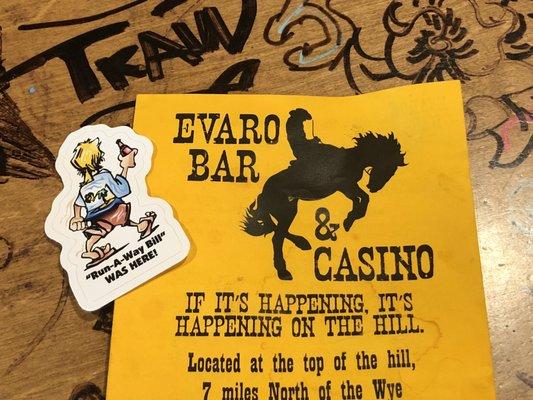 TRAW
EVARO
BAR
&
CASINO
"Run-A-Way Bill"
WAS HERE!
IF IT'S HAPPENING, IT'S
HAPPENING ON THE HILL.
Located at the top of the hill,
7 miles North of the Wye